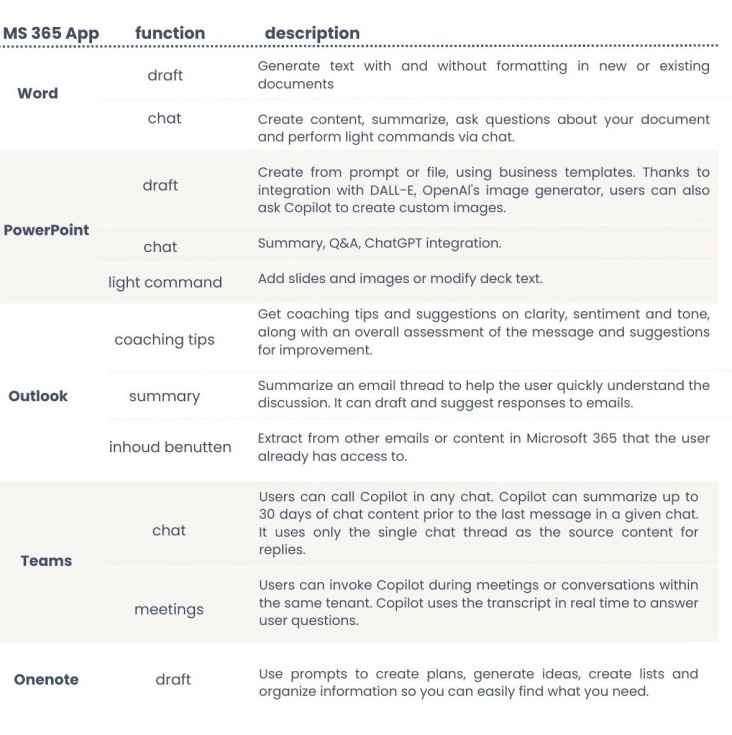 MS 365 App function description
Word
draft
Generate text with and without formatting in new or existing
documents
chat
Create content, summarize, ask questions about your document
and perform light commands via chat.
PowerPoint
draft
Create from prompt or file, using business templates. Thanks to
integration with DALL-E, OpenAI's image generator, users can also
ask Copilot to create custom images.
chat
Summary, Q&A, ChatGPT integration.
light command
Add slides and images or modify deck text.
Outlook
coaching tips
Get coaching tips and suggestions on clarity, sentiment and tone,
along with an overall assessment of the message and suggestions
for improvement.
summary
Summarize an email thread to help the user quickly understand the
discussion. It can draft and suggest responses to emails.
inhoud benutten
Extract from other emails or content in Microsoft 365 that the user
already has access to.
Teams
chat
Users can call Copilot in any chat. Copilot can summarize up to
30 days of chat content prior to the last message in a given chat.
It uses only the single chat thread as the source content for
replies.
meetings
Users can invoke Copilot during meetings or conversations within
the same tenant. Copilot uses the transcript in real time to answer
user questions.
Onenote
draft
Use prompts to create plans, generate ideas, create lists and
organize information so you can easily find what you need.